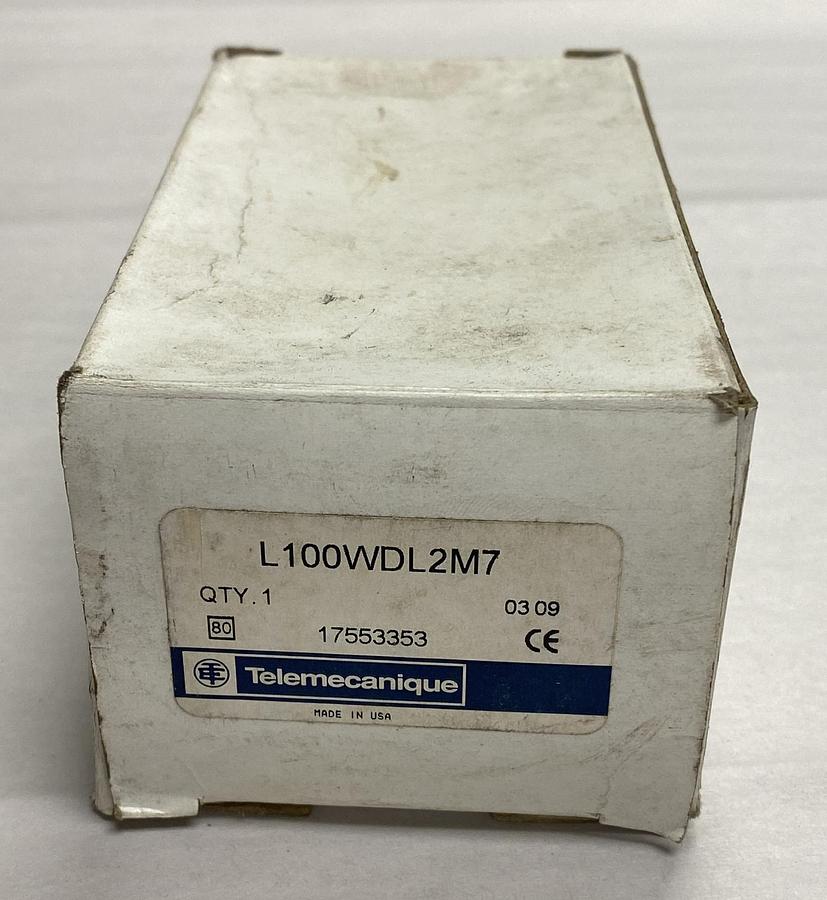 L100WDL2M7
QTY.1
03 09
80
17553353
CE
Telemecanique
MADE IN USA